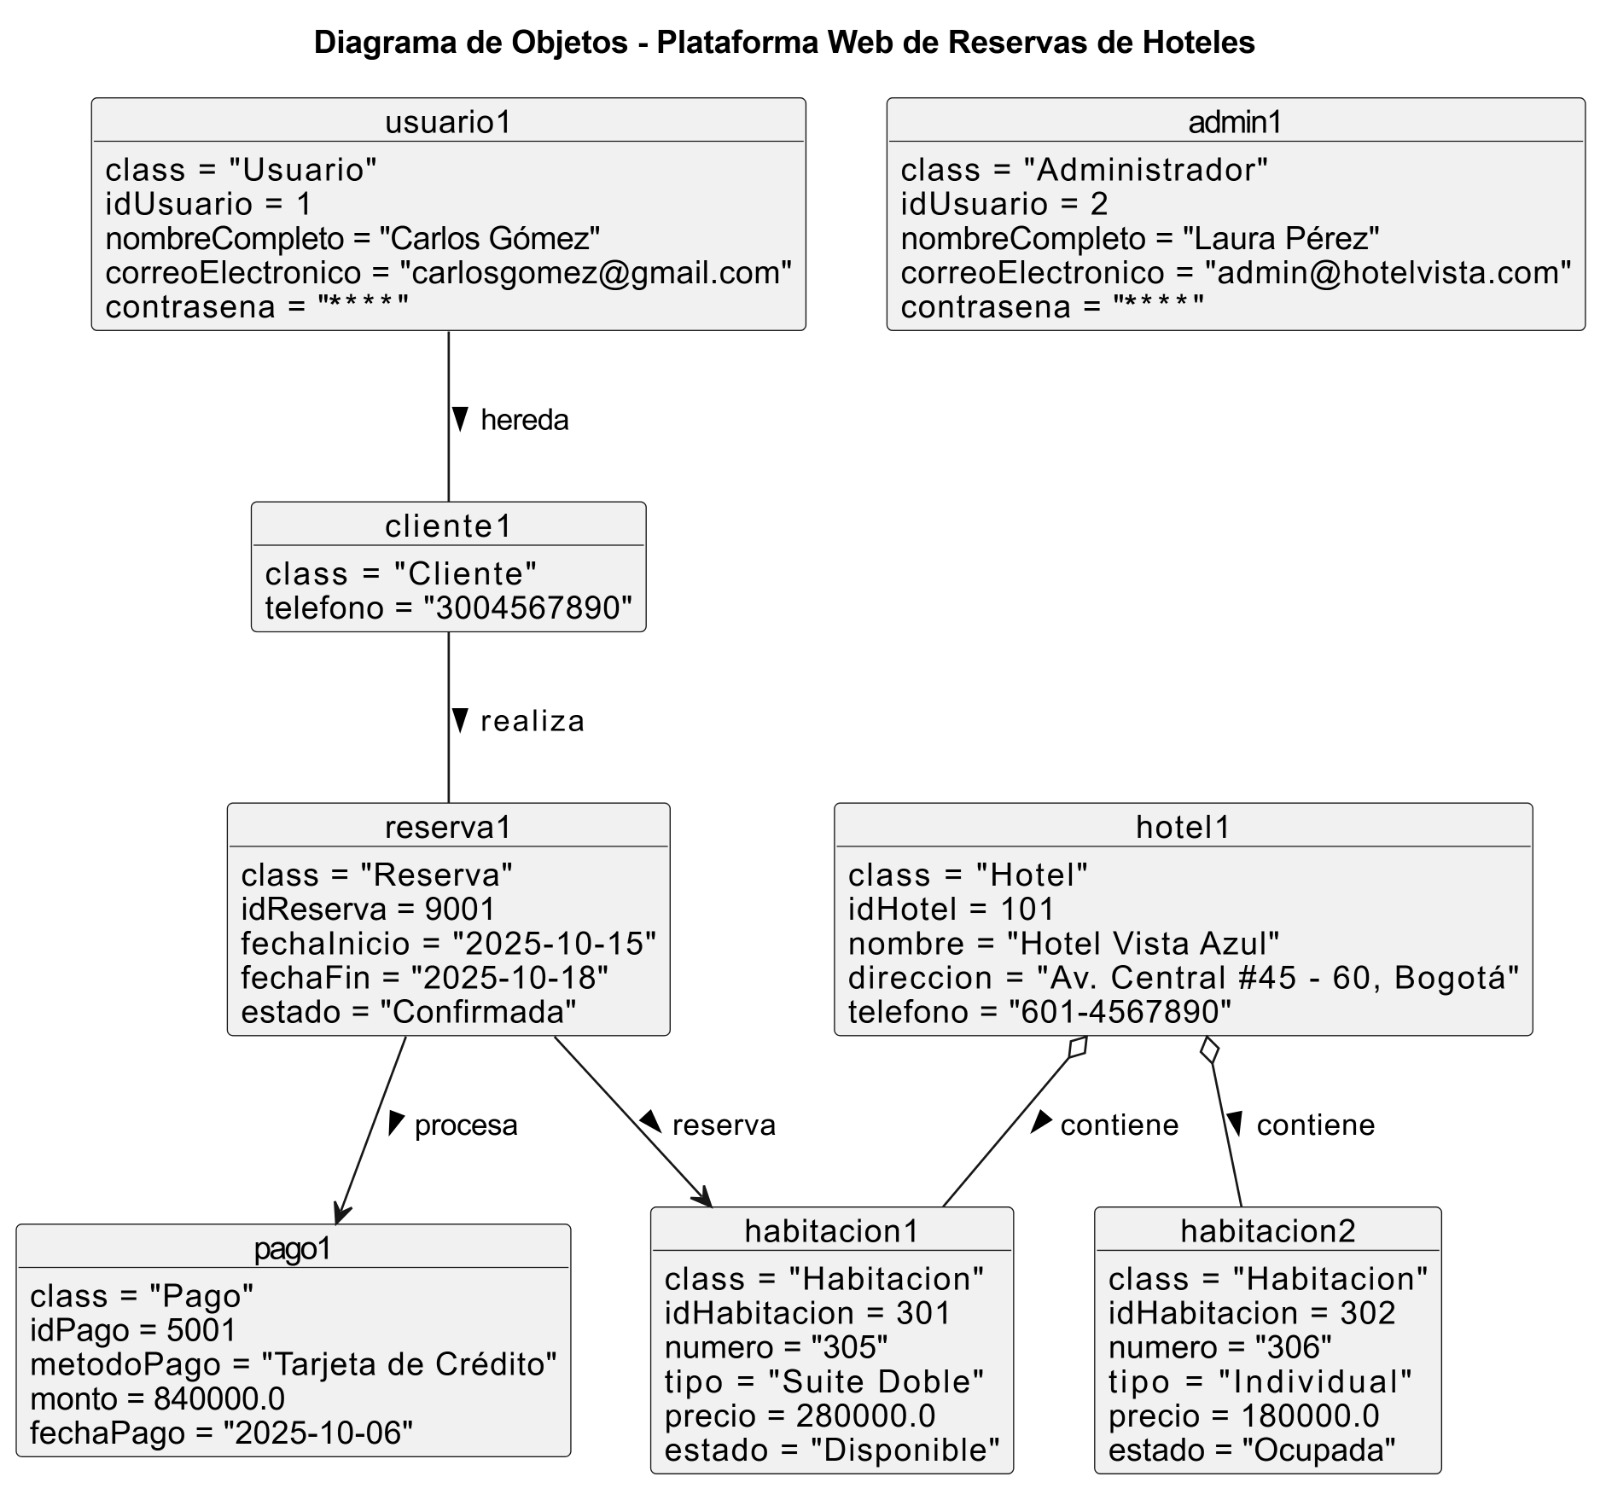 Diagrama de Objetos - Plataforma Web de Reservas de Hoteles
usuario1
class = "Usuario"
idUsuario = 1
nombreCompleto = "Carlos Gómez"
correoElectronico = "carlosgomez@gmail.com"
contrasena = "****"
admin1
class = "Administrador"
idUsuario = 2
nombreCompleto = "Laura Pérez"
correoElectronico = "admin@hotelvista.com"
contrasena = "****"
hereda
cliente1
class = "Cliente"
telefono = "3004567890"
realiza
reserva1
class = "Reserva"
idReserva = 9001
fechaInicio = "2025-10-15"
fechaFin = "2025-10-18"
estado = "Confirmada"
hotel1
class = "Hotel"
idHotel = 101
nombre = "Hotel Vista Azul"
direccion = "Av. Central #45 - 60, Bogotá"
telefono = "601-4567890"
procesa
reserva
contiene
contiene
pago1
class = "Pago"
idPago = 5001
metodoPago = "Tarjeta de Crédito"
monto = 840000.0
fechaPago = "2025-10-06"
habitacion1
class = "Habitacion"
idHabitacion = 301
numero = "305"
tipo = "Suite Doble"
precio = 280000.0
estado = "Disponible"
habitacion2
class = "Habitacion"
idHabitacion = 302
numero = "306"
tipo = "Individual"
precio = 180000.0
estado = "Ocupada"